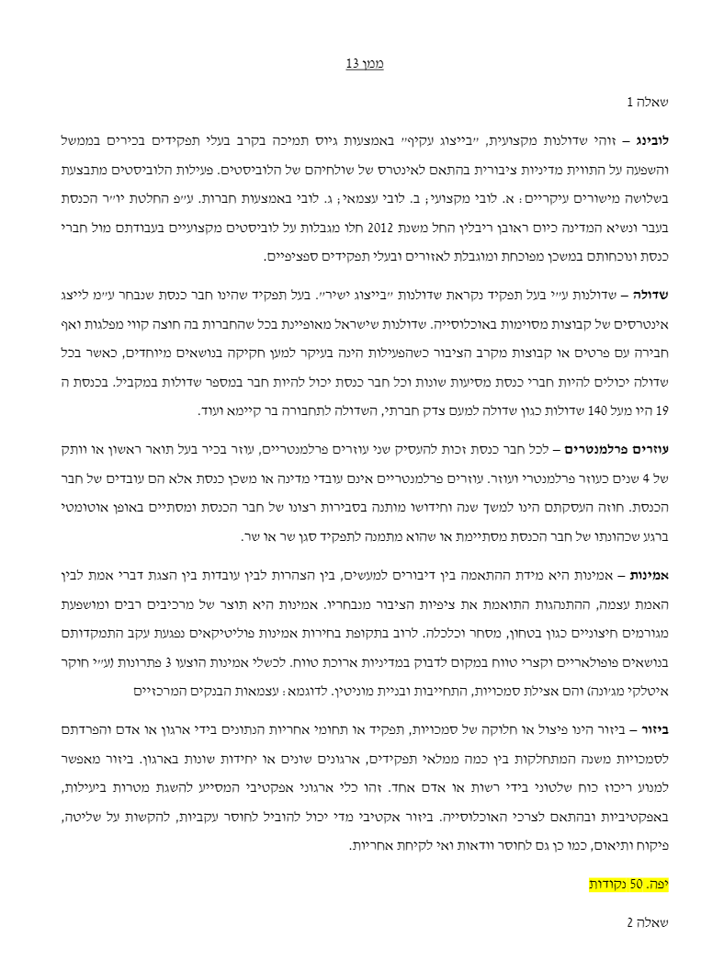 ממן 13
שאלה 1
לובינג – זוהי שדולנות מקצועית, "בייצוג עקיף" באמצעות גיוס תמיכה בקרב בעלי תפקידים בכירים בממשל
והשפעה על התווית מדיניות ציבורית בהתאם לאינטרס של שולחיהם של הלוביסטים. פעילות הלוביסטים מתבצעת
בשלושה מישורים עיקריים: א. לובי מקצועי; ב. לובי עצמאי; ג. לובי באמצעות חברות. ע"פ החלטת יו"ר הכנסת
בעבר ונשיא המדינה כיום ראובן ריבלין החל משנת 2012 חלו מגבלות על לוביסטים מקצועיים בעבודתם מול חברי
כנסת ונוכחותם במשכן מפוכחת ומוגבלת לאזורים ובעלי תפקידים ספציפיים.
שדולה – שדולנות ע"י בעל תפקיד נקראת שדולנות "בייצוג ישיר". בעל תפקיד שהינו חבר כנסת שנבחר ע"מ לייצג
אינטרסים של קבוצות מסוימות באוכלוסייה. שדולנות שישראל מאופיינת בכל שהחברות בה חוצה קווי מפלגות ואף
חבירה עם פרטים או קבוצות מקרב הציבור כשהפעילות הינה בעיקר למען חקיקה בנושאים מיוחדים, כאשר בכל
שדולה יכולים להיות חברי כנסת מסיעות שונות וכל חבר כנסת יכול להיות חבר במספר שדולות במקביל. בכנסת ה
19 היו מעל 140 שדולות כגון שדולה למעם צדק חברתי, השדולה לתחבורה בר קיימא ועוד.
עוזרים פרלמנטרים – לכל חבר כנסת זכות להעסיק שני עוזרים פרלמנטריים, עוזר בכיר בעל תואר ראשון או וותק
של 4 שנים כעוזר פרלמנטרי ועוזר. עוזרים פרלמנטריים אינם עובדי מדינה או משכן כנסת אלא הם עובדים של חבר
הכנסת. חוזה העסקתם הינו למשך שנה וחידושו מותנה בסבירות רצונו של חבר הכנסת ומסתיים באופן אוטומטי
ברגע שכהונתו של חבר הכנסת מסתיימת או שהוא מתמנה לתפקיד סגן שר או שר.
אמינות – אמינות היא מידת ההתאמה בין דיבורים למעשים, בין הצהרות לבין עובדות בין הצגת דברי אמת לבין
האמת עצמה, ההתנהגות התואמת את ציפיות הציבור מנבחריו. אמינות היא תוצר של מרכיבים רבים ומושפעת
מגורמים חיצוניים כגון בטחון, מסחר וכלכלה. לרוב בתקופת בחירות אמינות פוליטיקאים נפגעת עקב התמקדותם
בנושאים פופולאריים וקצרי טווח במקום לדבוק במדיניות ארוכת טווח. לכשלי אמינות הוצעו 3 פתרונות (ע"י חוקר
איטלקי מג'ונה) והם אצילת סמכויות, התחייבות ובניית מוניטין. לדוגמא: עצמאות הבנקים המרכזיים
ביזור – ביזור הינו פיצול או חלוקה של סמכויות, תפקיד או תחומי אחריות הנתונים בידי ארגון או אדם והפרדתם
לסמכויות משנה המתחלקות בין כמה ממלאי תפקידים, ארגונים שונים או יחידות שונות בארגון. ביזור מאפשר
למנוע ריכוז כוח שלטוני בידי רשות או אדם אחד. זהו כלי ארגוני אפקטיבי המסייע להשגת מטרות ביעילות,
באפקטיביות ובהתאם לצרכי האוכלוסייה. ביזור אקטיבי מדי יכול להוביל לחוסר עקביות, להקשות על שליטה,
פיקוח ותיאום, כמו כן גם לחוסר וודאות ואי לקיחת אחריות.
יפה. 50 נקודות
שאלה 2